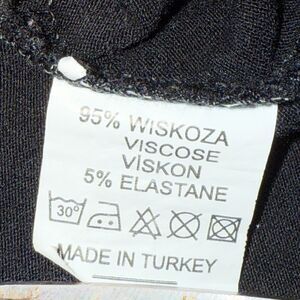 95% WISKOZA
VISCOSE
VİSKON
5% ELASTANE
30°
MADE IN TURKEY